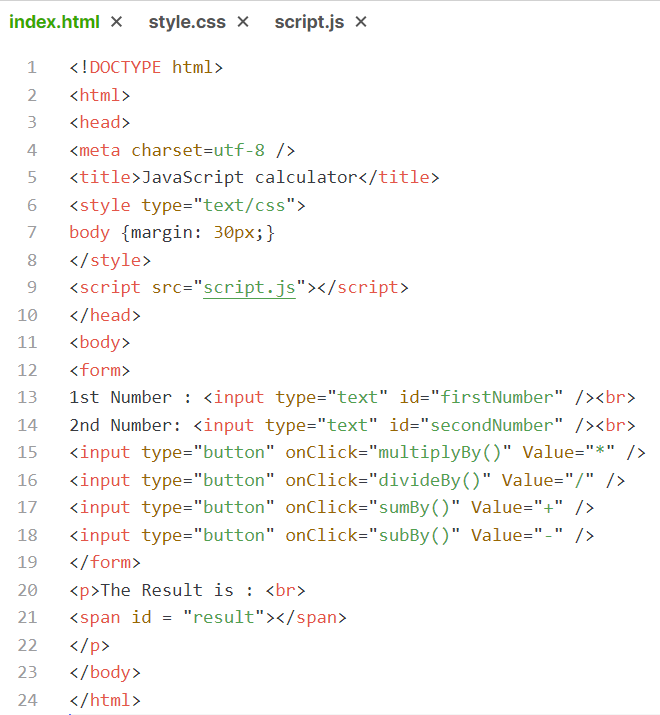 index.html × style.css × script.js ×
1 <!DOCTYPE html>
2 <html>
3 <head>
4 <meta charset=utf-8 />
5 <title>JavaScript calculator</title>
6 <style type="text/css">
7 body {margin: 30px;}
8 </style>
9 <script src="script.js"></script>
10 </head>
11 <body>
12 <form>
13 1st Number : <input type="text" id="firstNumber" /><br>
14 2nd Number: <input type="text" id="secondNumber" /><br>
15 <input type="button" onClick="multiplyBy()" Value="*" />
16 <input type="button" onClick="divideBy()" Value="/" />
17 <input type="button" onClick="sumBy()" Value="+" />
18 <input type="button" onClick="subBy()" Value="-" />
19 </form>
20 <p>The Result is : <br>
21 <span id = "result"></span>
22 </p>
23 </body>
24 </html>